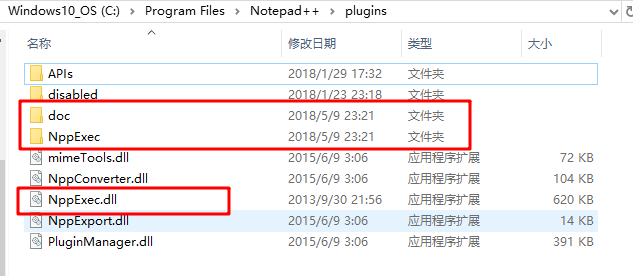 Windows10_OS (C:) > Program Files > Notepad++ > plugins
名称 修改日期 类型 大小
APIs 2018/1/29 17:32 文件夹
disabled 2018/1/23 23:18 文件夹
doc 2018/5/9 23:21 文件夹
NppExec 2018/5/9 23:21 文件夹
mimeTools.dll 2015/6/9 3:06 应用程序扩展 72 KB
NppConverter.dll 2015/6/9 3:06 应用程序扩展 104 KB
NppExec.dll 2013/9/30 21:56 应用程序扩展 620 KB
NppExport.dll 2015/6/9 3:06 应用程序扩展 14 KB
PluginManager.dll 2015/6/9 3:06 应用程序扩展 391 KB